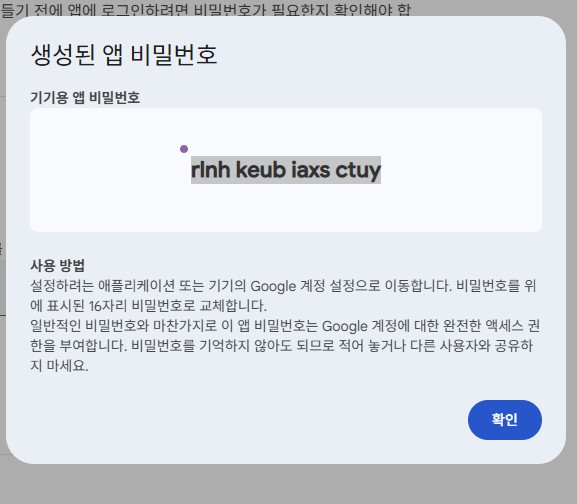 들기 전에 앱에 로그인하려면 비밀번호가 필요한지 확인해야 합
생성된 앱 비밀번호
기기용 앱 비밀번호
rlnh keub iaxs ctuy
사용 방법
설정하려는 애플리케이션 또는 기기의 Google 계정 설정으로 이동합니다. 비밀번호를 위
에 표시된 16자리 비밀번호로 교체합니다.
일반적인 비밀번호와 마찬가지로 이 앱 비밀번호는 Google 계정에 대한 완전한 액세스 권
한을 부여합니다. 비밀번호를 기억하지 않아도 되므로 적어 놓거나 다른 사용자와 공유하
지 마세요.
확인